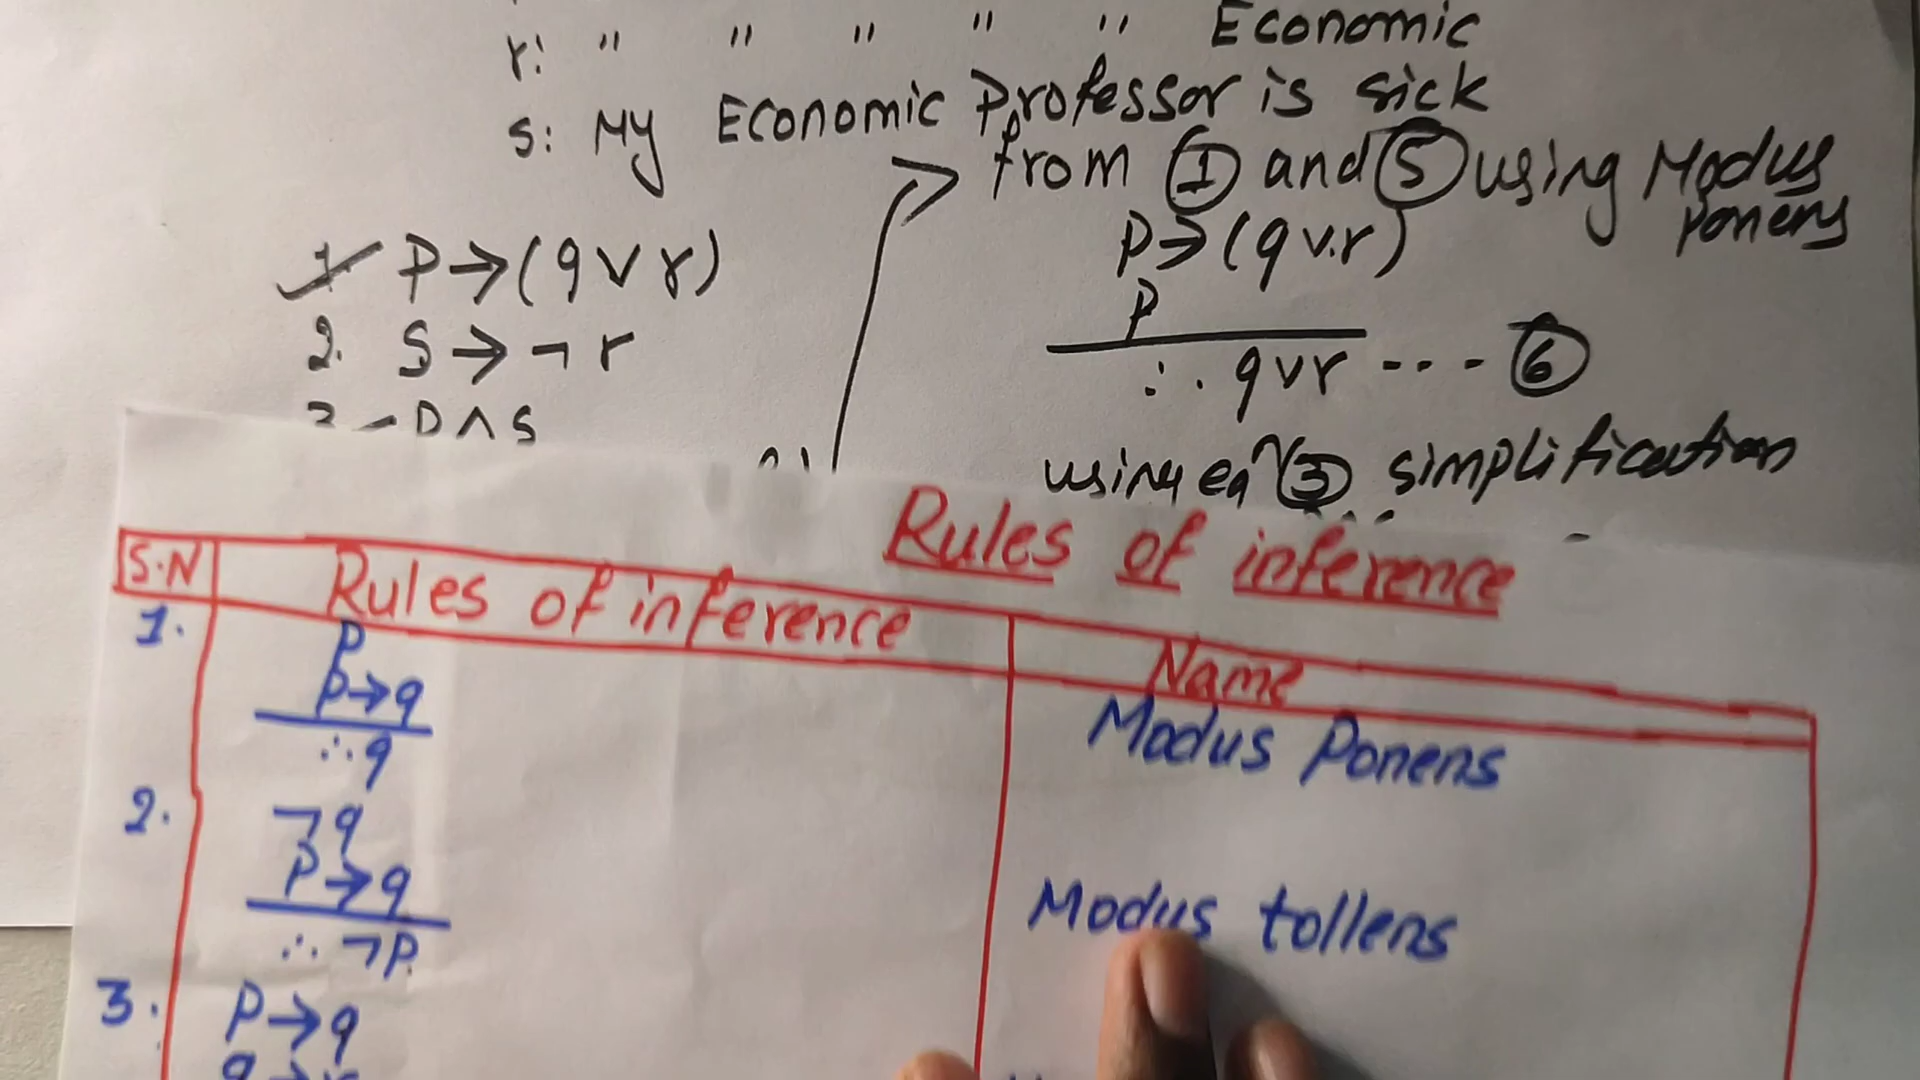 r: " " " " " Economic
s: My Economic Professor is sick
1. P→(q∨r)
2. S→¬r
P∧S
from ① and ⑤ using Modus
ponens
P→(q∨r)
P
∴ q∨r ---- ⑥
using eqⁿ ③ simplification
Rules of inference
S.N Rules of inference Name
1. P
P→q
∴ q
Modus Ponens
2. ¬q
P→q
∴ ¬P
Modus tollens
3. P→q